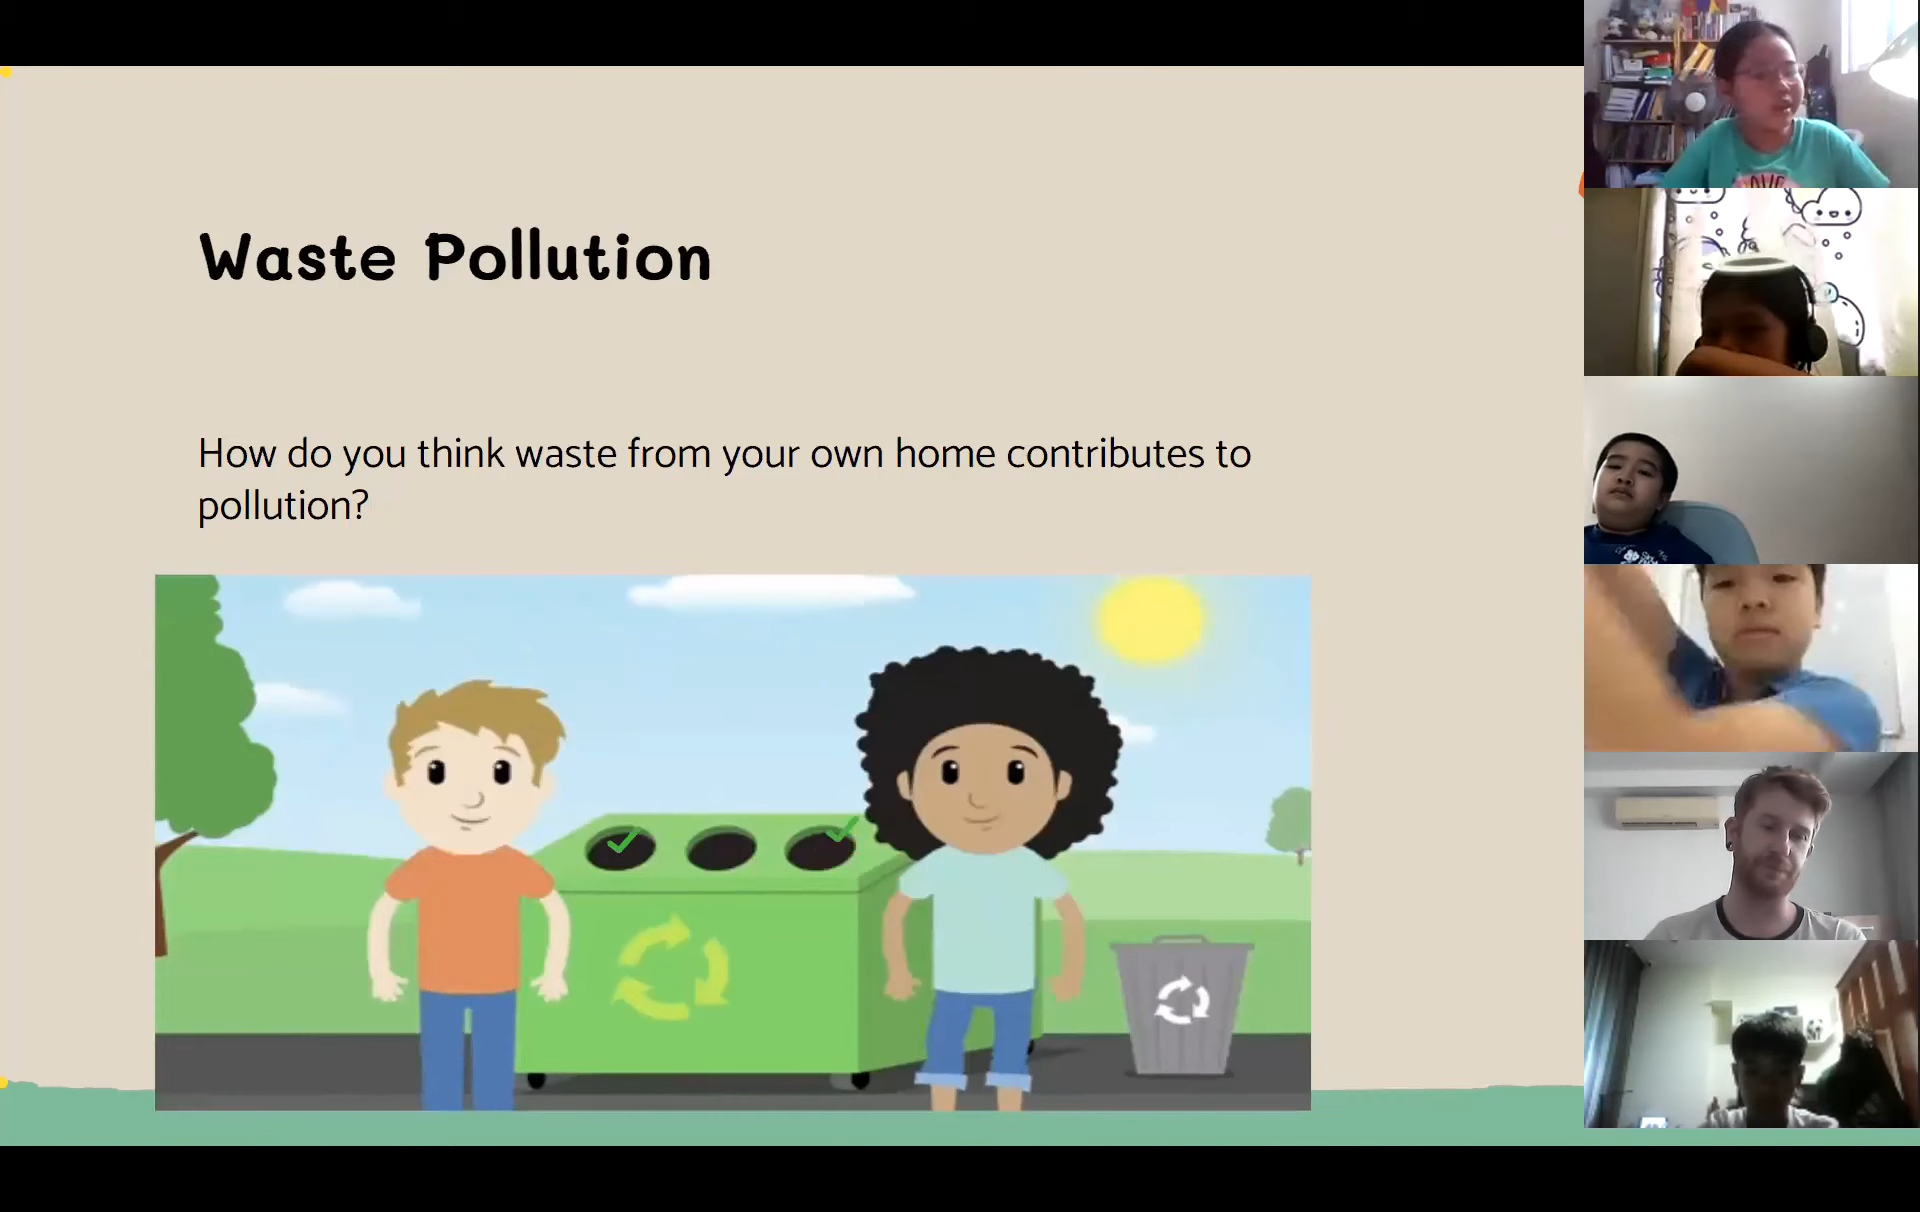 Waste Pollution
How do you think waste from your own home contributes to
pollution?